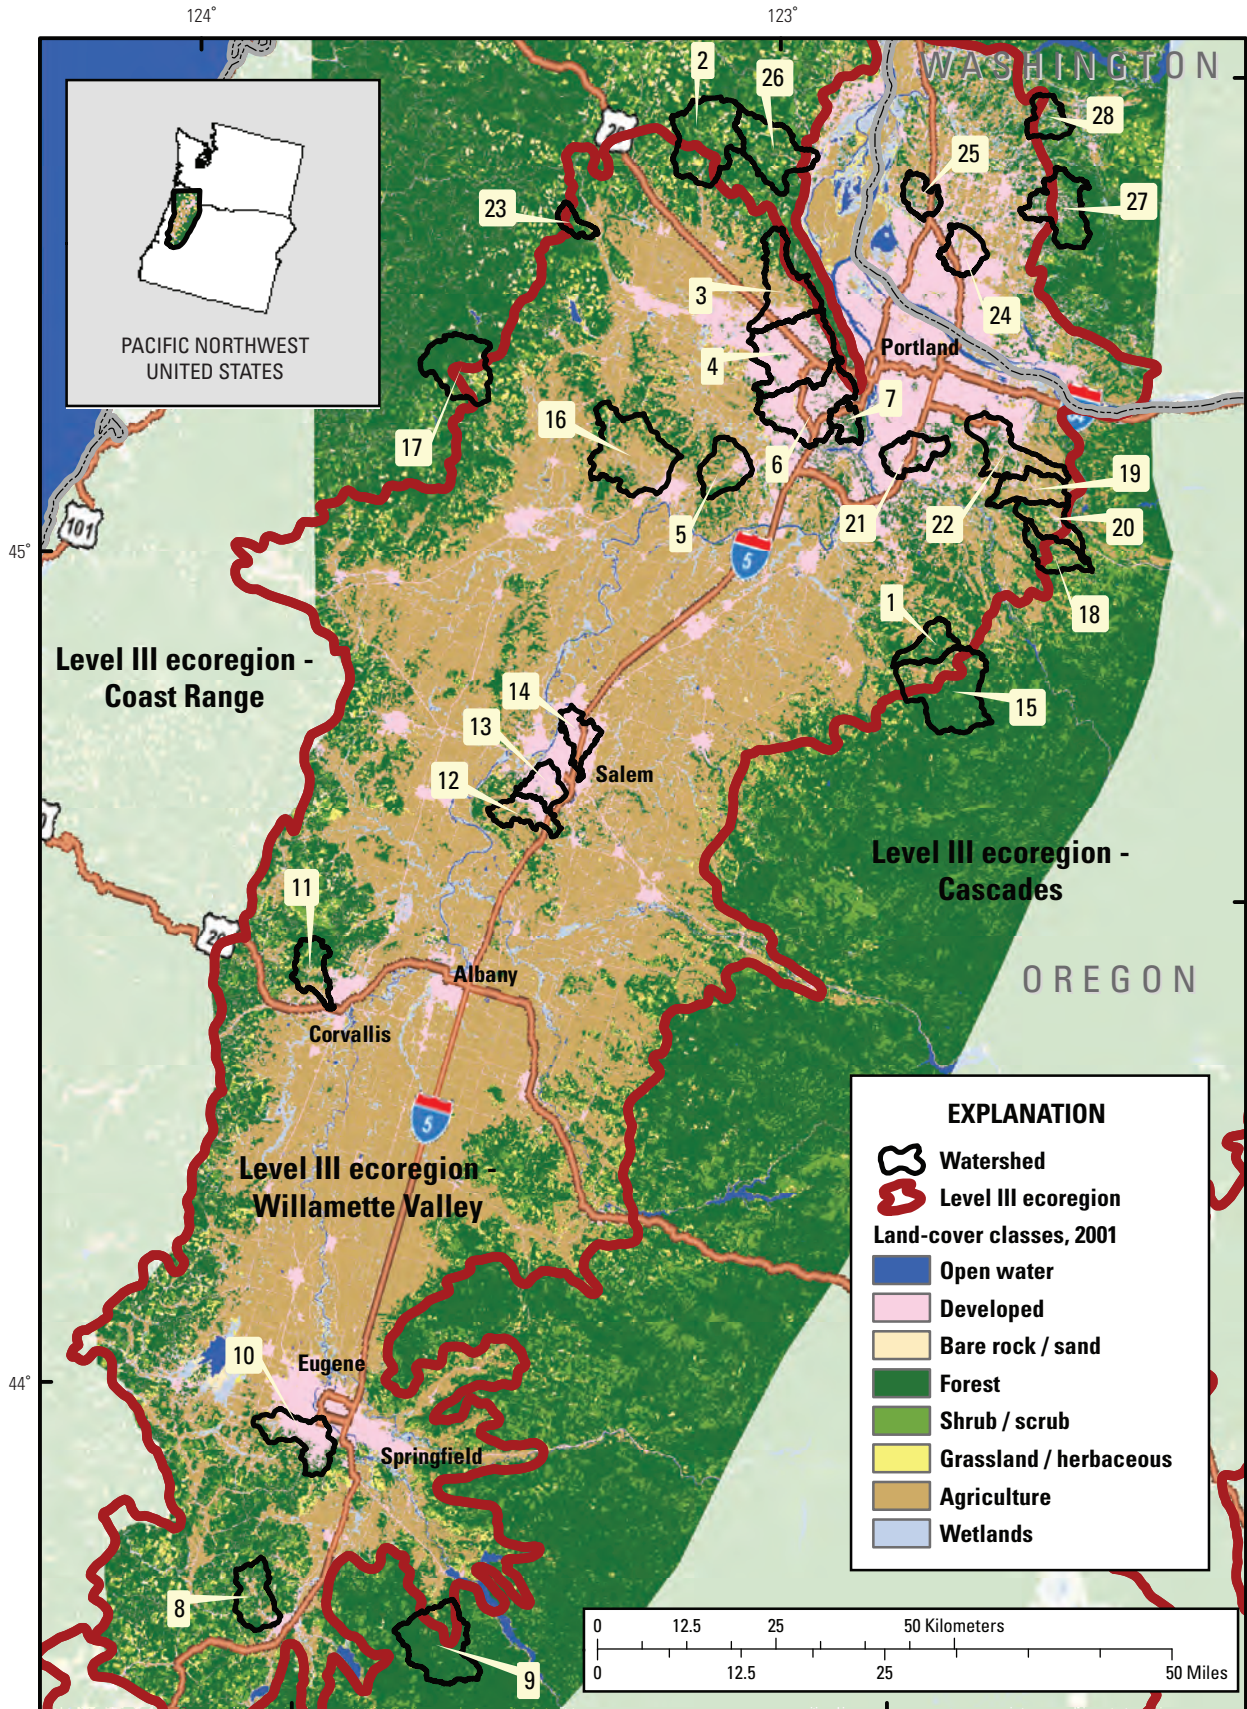 124°
123°
WASHINGTON
2
26
28
26
25
27
23
PACIFIC NORTHWEST
UNITED STATES
3
24
4
Portland
7
17
16
6
19
5
21
22
20
101
45°
5
18
1
Level III ecoregion -
Coast Range
15
14
13
Salem
12
Level III ecoregion -
Cascades
11
20
Albany
OREGON
Corvallis
5
Level III ecoregion -
Willamette Valley
10
Eugene
44°
Springfield
8
9
EXPLANATION
Watershed
Level III ecoregion
Land-cover classes, 2001
Open water
Developed
Bare rock / sand
Forest
Shrub / scrub
Grassland / herbaceous
Agriculture
Wetlands
0 12.5 25 50 Kilometers
0 12.5 25 50 Miles